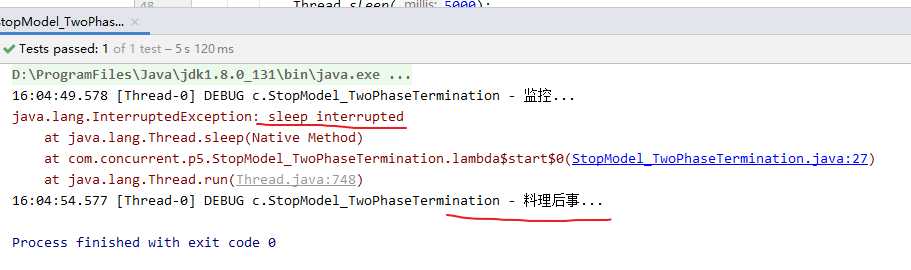 48 Thread.sleep( millis: 5000);
StopModel_TwoPhas...
Tests passed: 1 of 1 test – 5 s 120 ms
D:\ProgramFiles\Java\jdk1.8.0_131\bin\java.exe ...
16:04:49.578 [Thread-0] DEBUG c.StopModel_TwoPhaseTermination - 监控...
java.lang.InterruptedException: sleep interrupted
at java.lang.Thread.sleep(Native Method)
at com.concurrent.p5.StopModel_TwoPhaseTermination.lambda$start$0(StopModel_TwoPhaseTermination.java:27)
at java.lang.Thread.run(Thread.java:748)
16:04:54.577 [Thread-0] DEBUG c.StopModel_TwoPhaseTermination - 料理后事...
Process finished with exit code 0